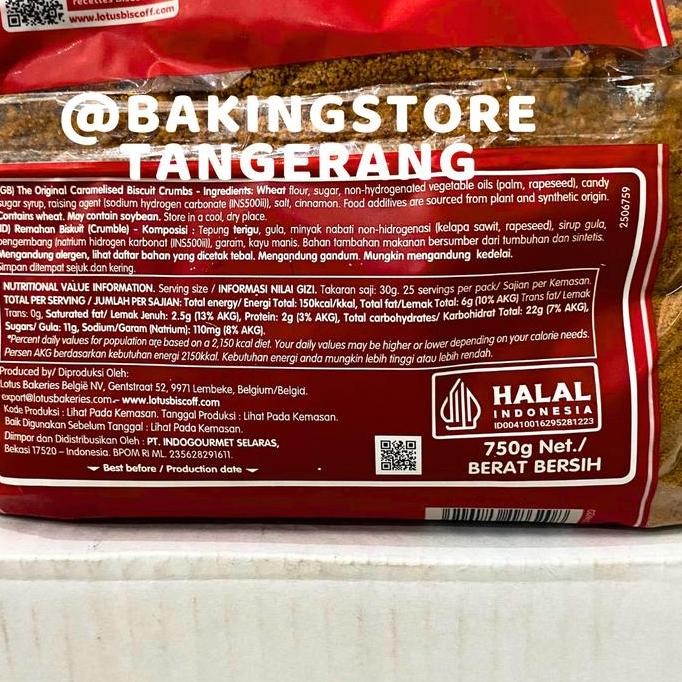 www.lotusbiscoff.com
@BAKINGSTORE
TANGERANG
GB) The Original Caramelised Biscuit Crumbs - Ingredients: Wheat flour, sugar, non-hydrogenated vegetable oils (palm, rapeseed), candy
sugar syrup, raising agent (sodium hydrogen carbonate (INS500ii)), salt, cinnamon. Food additives are sourced from plant and synthetic origin.
Contains wheat. May contain soybean. Store in a cool, dry place.
ID) Remahan Biskuit (Crumble) - Komposisi : Tepung terigu, gula, minyak nabati non-hidrogenasi (kelapa sawit, rapeseed), sirup gula,
pengembang (natrium hidrogen karbonat (INS500ii)), garam, kayu manis. Bahan tambahan makanan bersumber dari tumbuhan dan sintetis.
Mengandung alergen, lihat daftar bahan yang dicetak tebal. Mengandung gandum. Mungkin mengandung kedelai.
Simpan ditempat sejuk dan kering.
2506759
NUTRITIONAL VALUE INFORMATION. Serving size / INFORMASI NILAI GIZI. Takaran saji: 30g. 25 servings per pack/ Sajian per Kemasan.
TOTAL PER SERVING / JUMLAH PER SAJIAN: Total energy/ Energi Total: 150kcal/kkal, Total fat/Lemak Total: 6g (10% AKG) Trans fat/ Lemak
Trans: 0g, Saturated fat/ Lemak Jenuh: 2.5g (13% AKG), Protein: 2g (3% AKG), Total carbohydrates/ Karbohidrat Total: 22g (7% AKG),
Sugars/ Gula: 11g, Sodium/Garam (Natrium): 110mg (8% AKG).
*Percent daily values for population are based on a 2,150 kcal diet. Your daily values may be higher or lower depending on your calorie needs.
Persen AKG berdasarkan kebutuhan energi 2150kkal. Kebutuhan energi anda mungkin lebih tinggi atau lebih rendah.
Produced by/ Diproduksi Oleh:
Lotus Bakeries België NV, Gentstraat 52, 9971 Lembeke, Belgium/Belgia.
export@lotusbakeries.com - www.lotusbiscoff.com
Kode Produksi : Lihat Pada Kemasan. Tanggal Produksi : Lihat Pada Kemasan.
Baik Digunakan Sebelum Tanggal : Lihat Pada Kemasan.
Diimpor dan Didistribusikan Oleh : PT. INDOGOURMET SELARAS,
Bekasi 17520 – Indonesia. BPOM RI ML. 235628291611.
Best before / Production date
HALAL
INDONESIA
ID00410016295281223
750g Net./
BERAT BERSIH